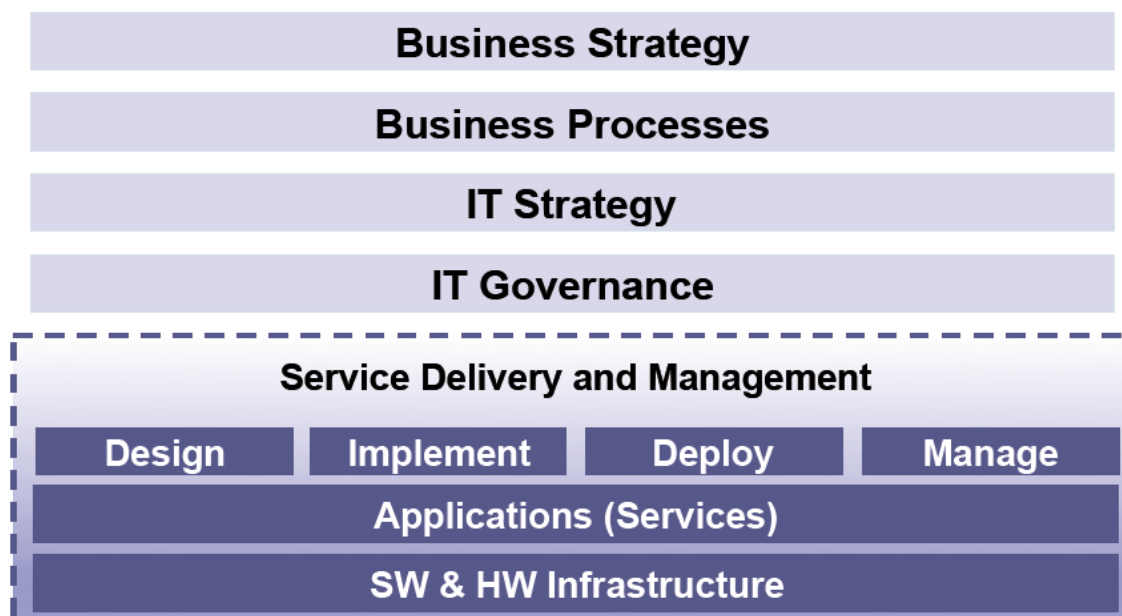 Business Strategy
Business Processes
IT Strategy
IT Governance
Service Delivery and Management
Design Implement Deploy Manage
Applications (Services)
SW & HW Infrastructure